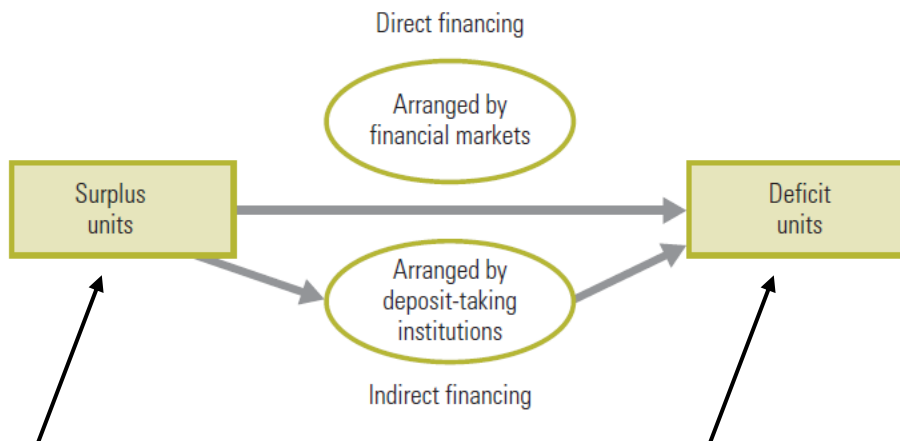 Direct financing
Arranged by
financial markets
Surplus
units
Deficit
units
Arranged by
deposit-taking
institutions
Indirect financing